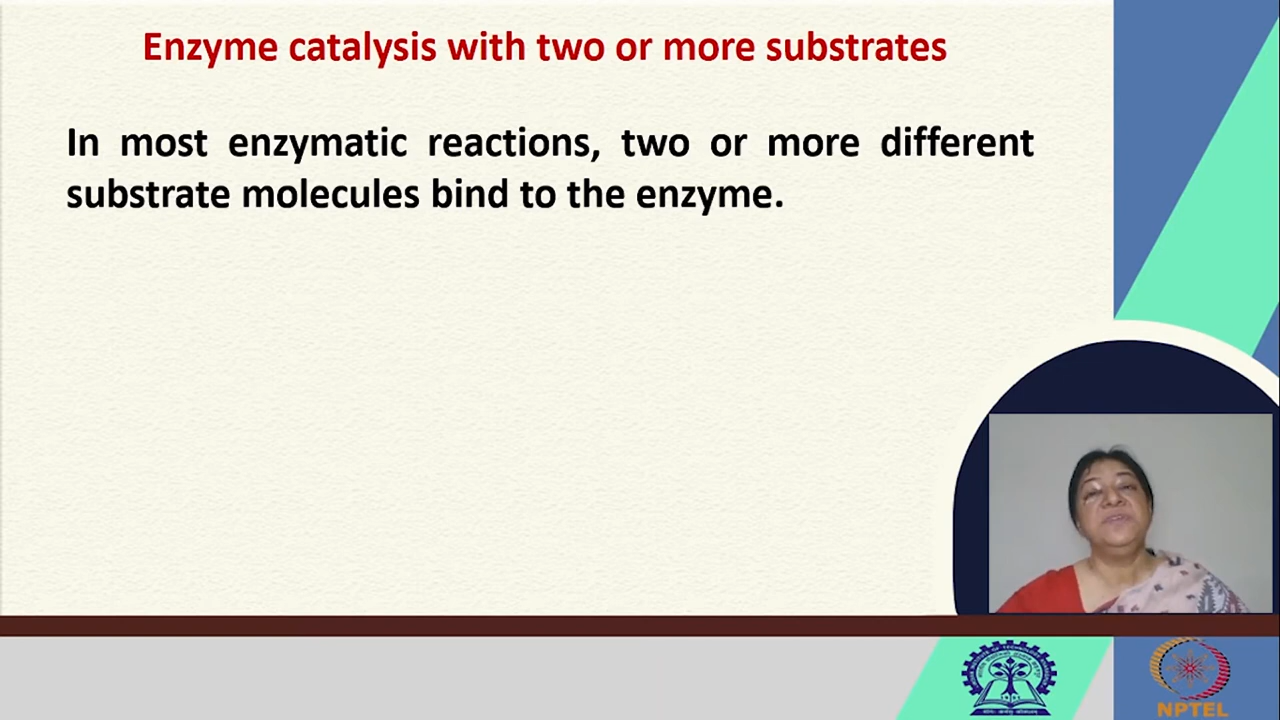 Enzyme catalysis with two or more substrates
In most enzymatic reactions, two or more different
substrate molecules bind to the enzyme.
NPTEL